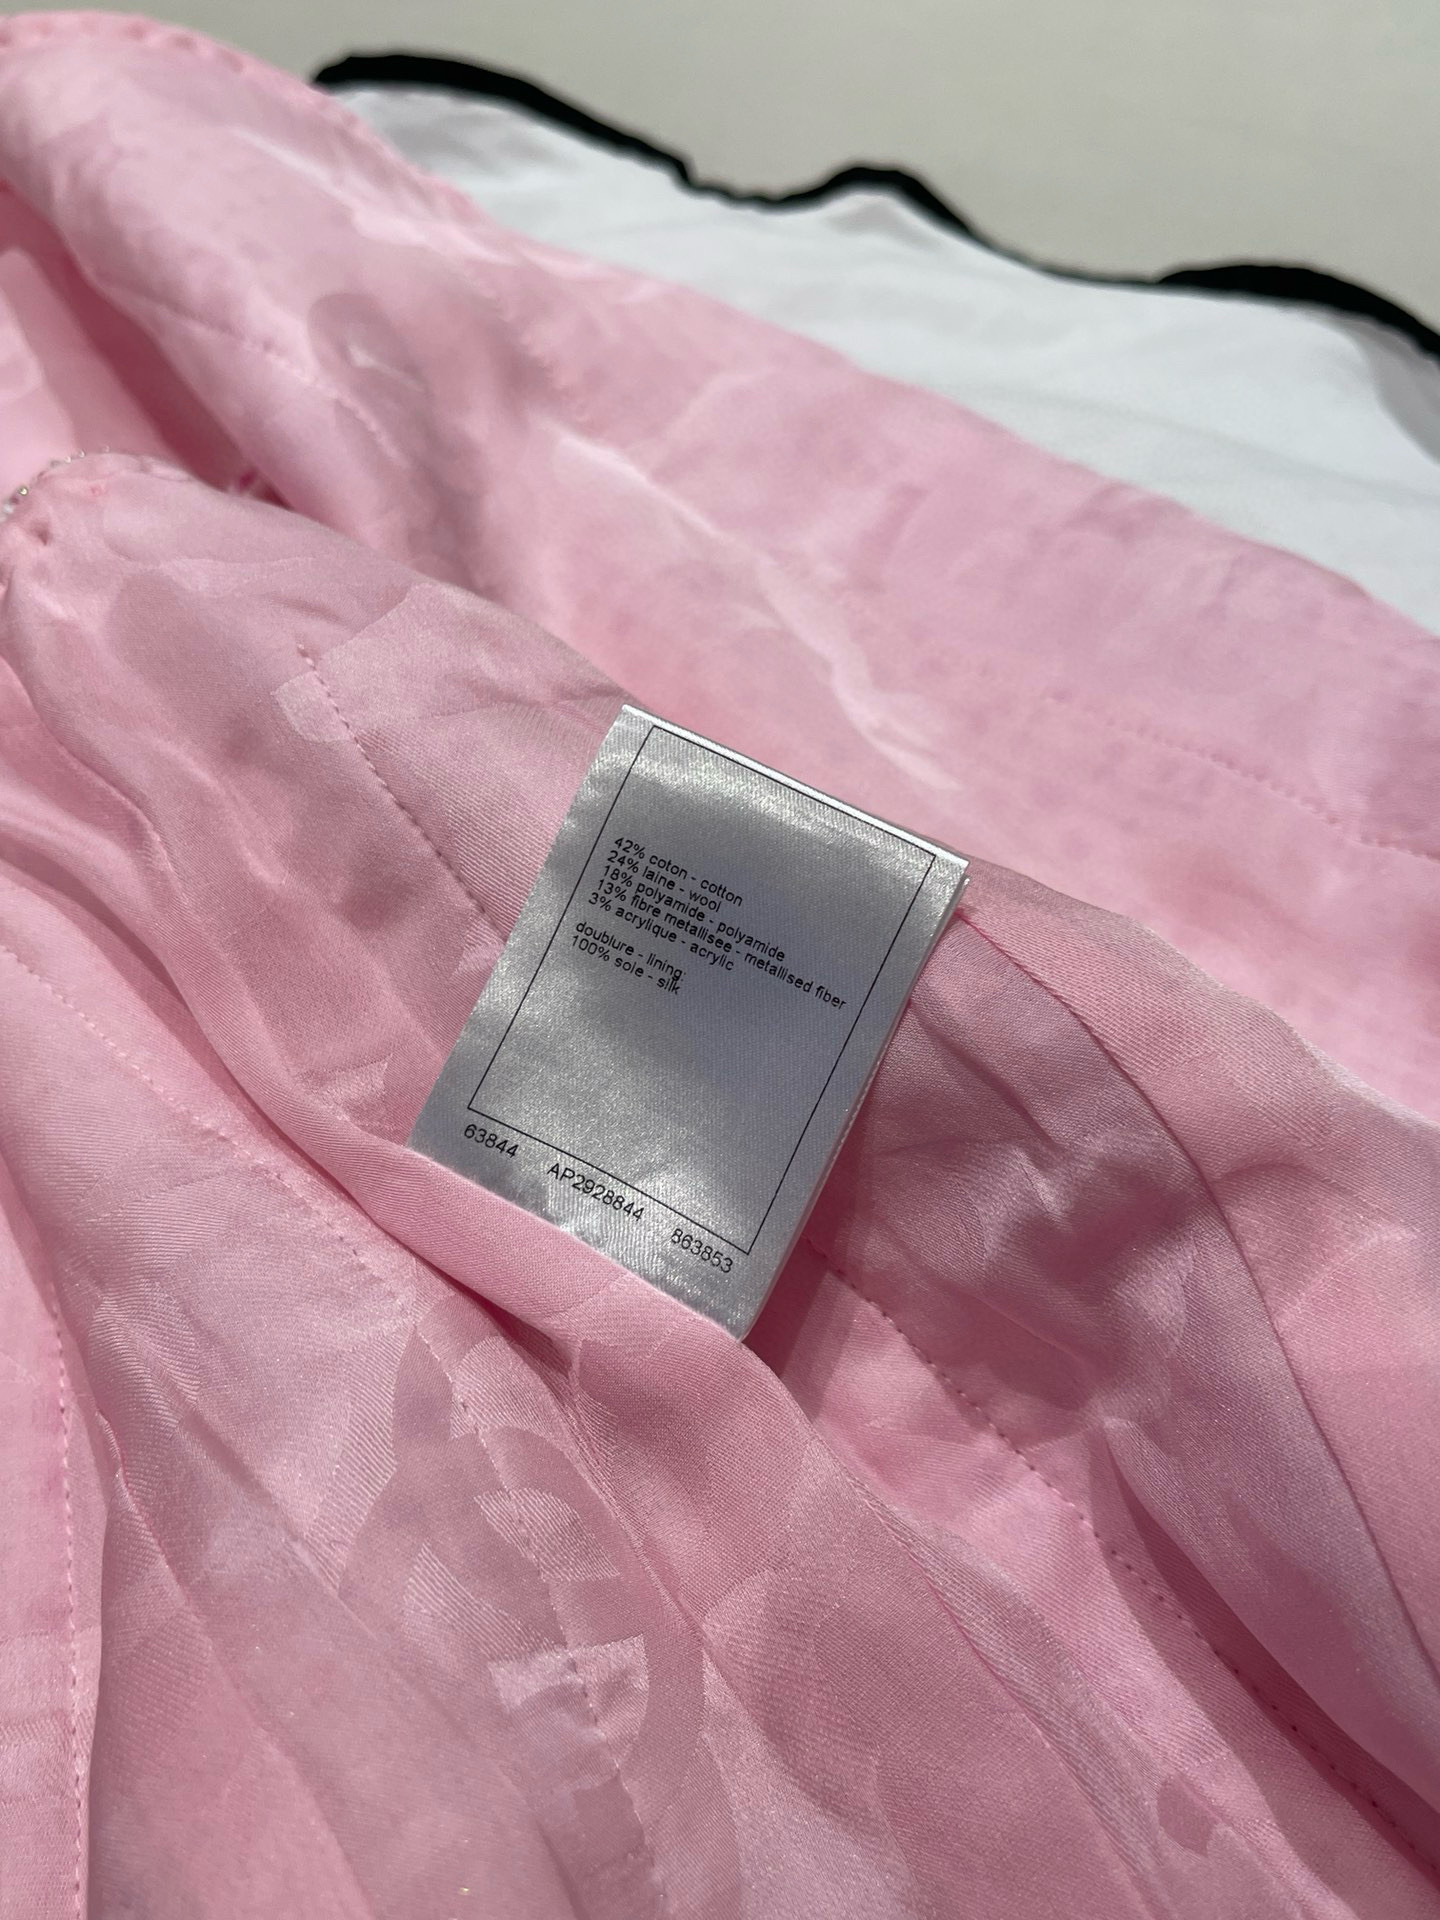 42% coton - cotton
24% laine - wool
18% polyamide - polyamide
13% fibre metallisee - metallised fiber
3% acrylique - acrylic
doublure - lining:
100% soie - silk
63844 AP2928844 863853